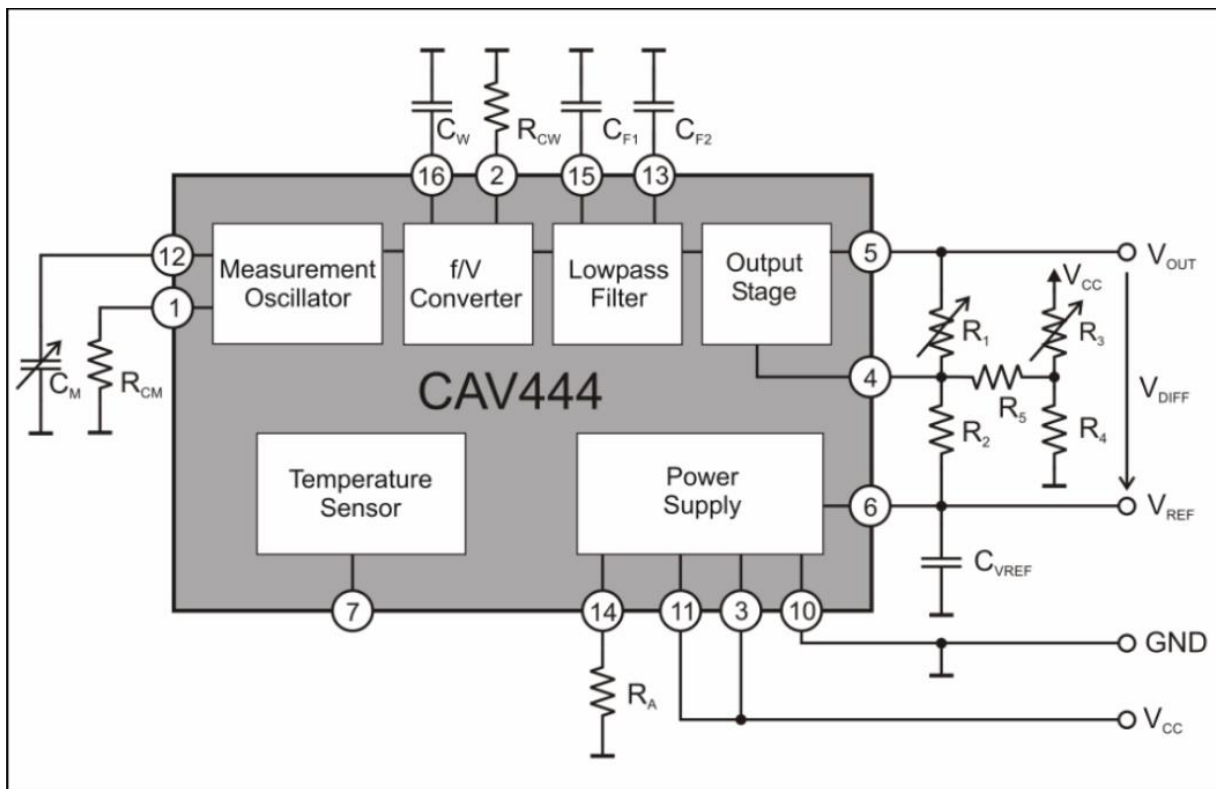 C_W
R_CW
C_F1
C_F2
16
2
15
13
12
1
Measurement
Oscillator
f/V
Converter
Lowpass
Filter
Output
Stage
5
V_OUT
V_CC
R_1
R_3
C_M
R_CM
CAV444
4
R_5
V_DIFF
R_2
R_4
Temperature
Sensor
Power
Supply
6
V_REF
C_VREF
7
14
11
3
10
GND
R_A
V_CC